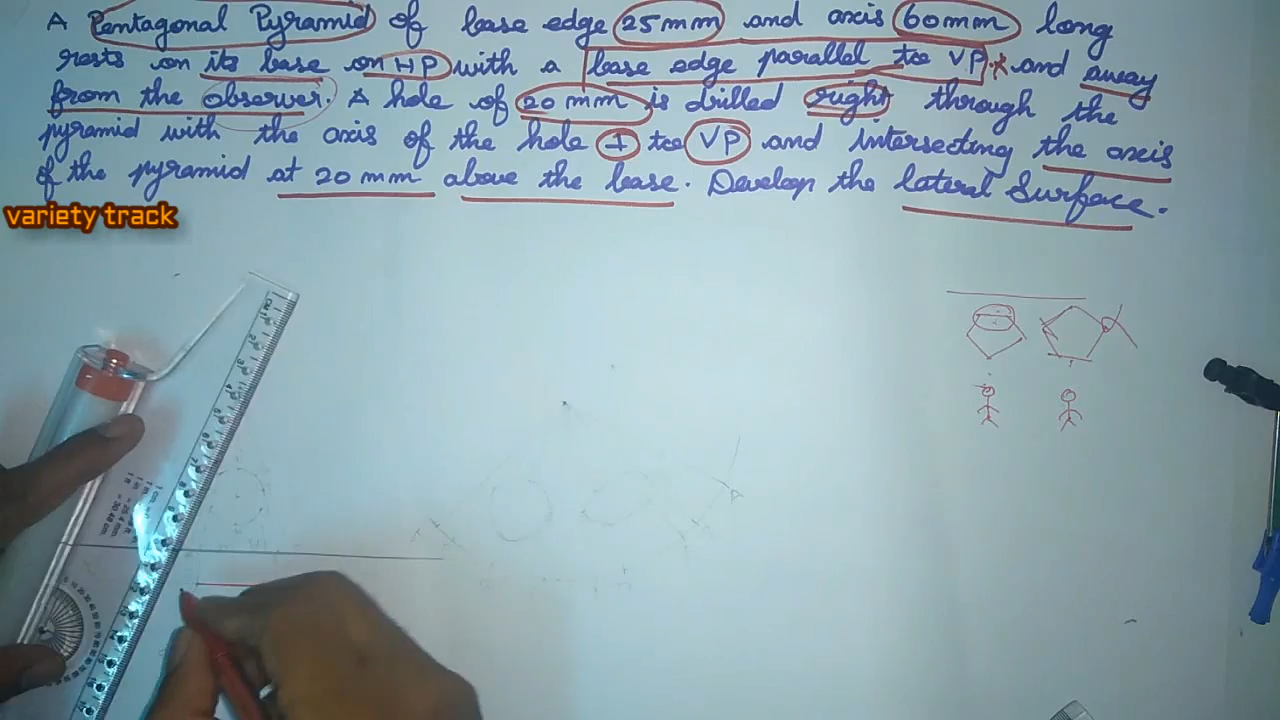 A Pentagonal Pyramid of base edge 25mm and axis 60mm long
rests on its base on HP with a base edge parallel to VP and away
from the observer. A hole of 20mm is drilled right through the
pyramid with the axis of the hole ⊥ to VP and intersecting the axis
of the pyramid at 20 mm above the base. Develop the lateral Surface.
variety track